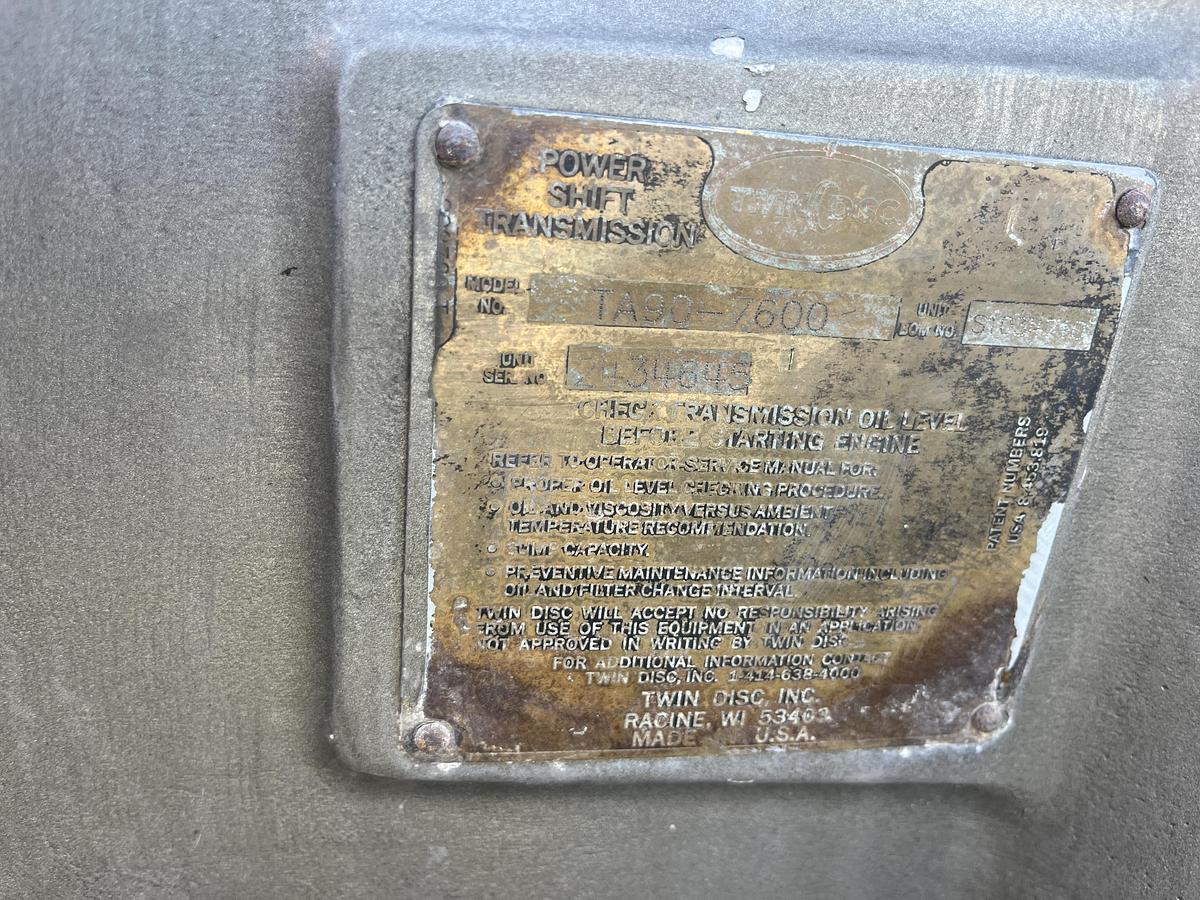 POWER
SHIFT
TRANSMISSION
TWIN DISC
MODEL
NO.
TA90-7600
UNIT
BOM NO
UNIT
SER. NO
CHECK TRANSMISSION OIL LEVEL
BEFORE STARTING ENGINE
REFER TO OPERATOR-SERVICE MANUAL FOR:
• PROPER OIL LEVEL CHECKING PROCEDURE.
• OIL AND VISCOSITY VERSUS AMBIENT
TEMPERATURE RECOMMENDATION.
• SUMP CAPACITY.
• PREVENTIVE MAINTENANCE INFORMATION INCLUDING
OIL AND FILTER CHANGE INTERVAL.
TWIN DISC WILL ACCEPT NO RESPONSIBILITY ARISING
FROM USE OF THIS EQUIPMENT IN AN APPLICATION
NOT APPROVED IN WRITING BY TWIN DISC
FOR ADDITIONAL INFORMATION CONTACT
TWIN DISC, INC. 1-414-638-4000
TWIN DISC, INC.
RACINE, WI 53403
MADE IN U.S.A.
PATENT NUMBERS
USA